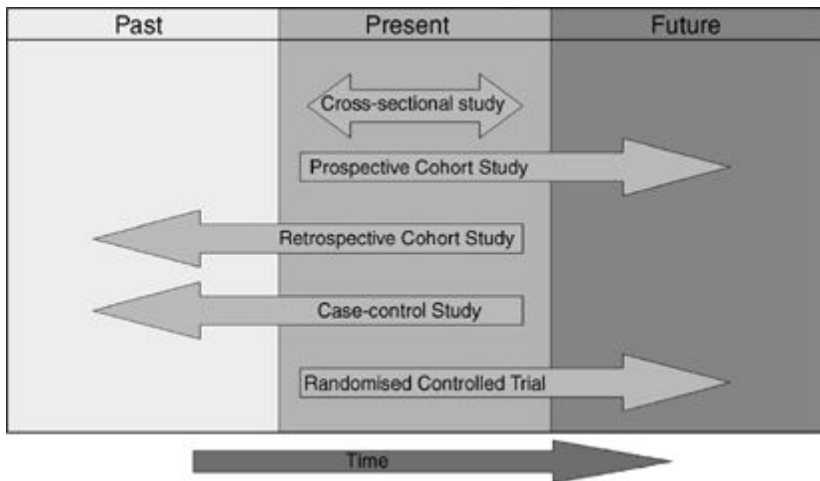 Past Present Future
Cross-sectional study
Prospective Cohort Study
Retrospective Cohort Study
Case-control Study
Randomised Controlled Trial
Time